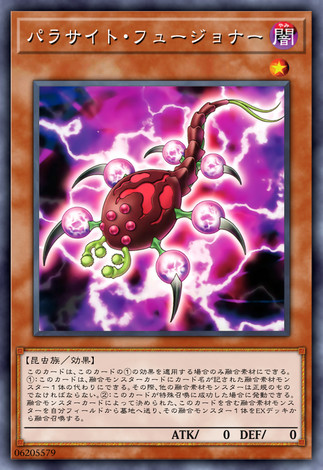 パラサイト・フュージョナー
やみ
闇
【昆虫族／効果】
このカードは、このカードの①の効果を適用する場合のみ融合素材にできる。
①：このカードは、融合モンスターカードにカード名が記された融合素材モン
スター１体の代わりにできる。その際、他の融合素材モンスターは正規のもの
でなければならない。②：このカードが特殊召喚に成功した場合に発動できる。
融合モンスターカードによって決められた、このカードを含む融合素材モンスター
を自分フィールドから墓地へ送り、その融合モンスター１体をEXデッキか
ら融合召喚する。
ATK/ 0 DEF/ 0
06205579